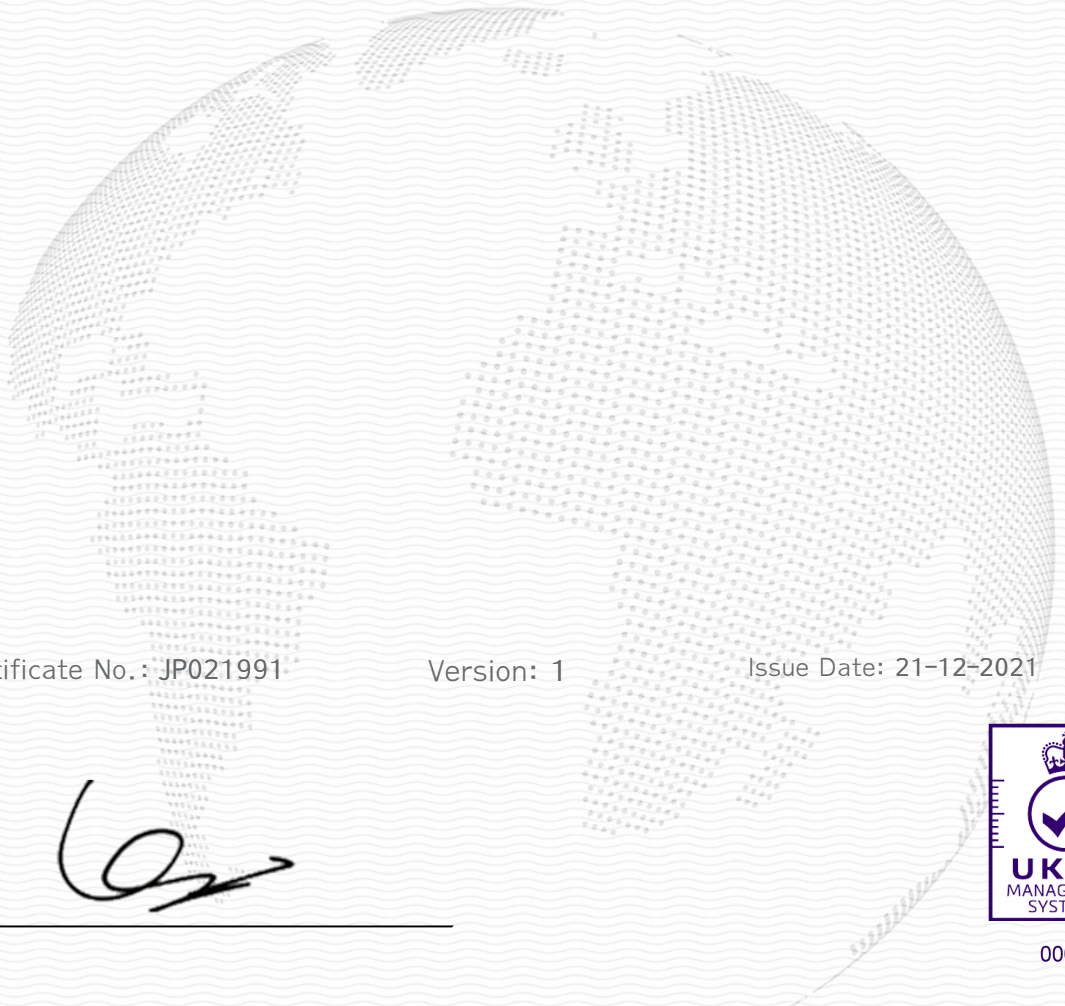 tificate No.: JP021991
Version: 1
Issue Date: 21-12-2021
UK
MANAG
SYST
00